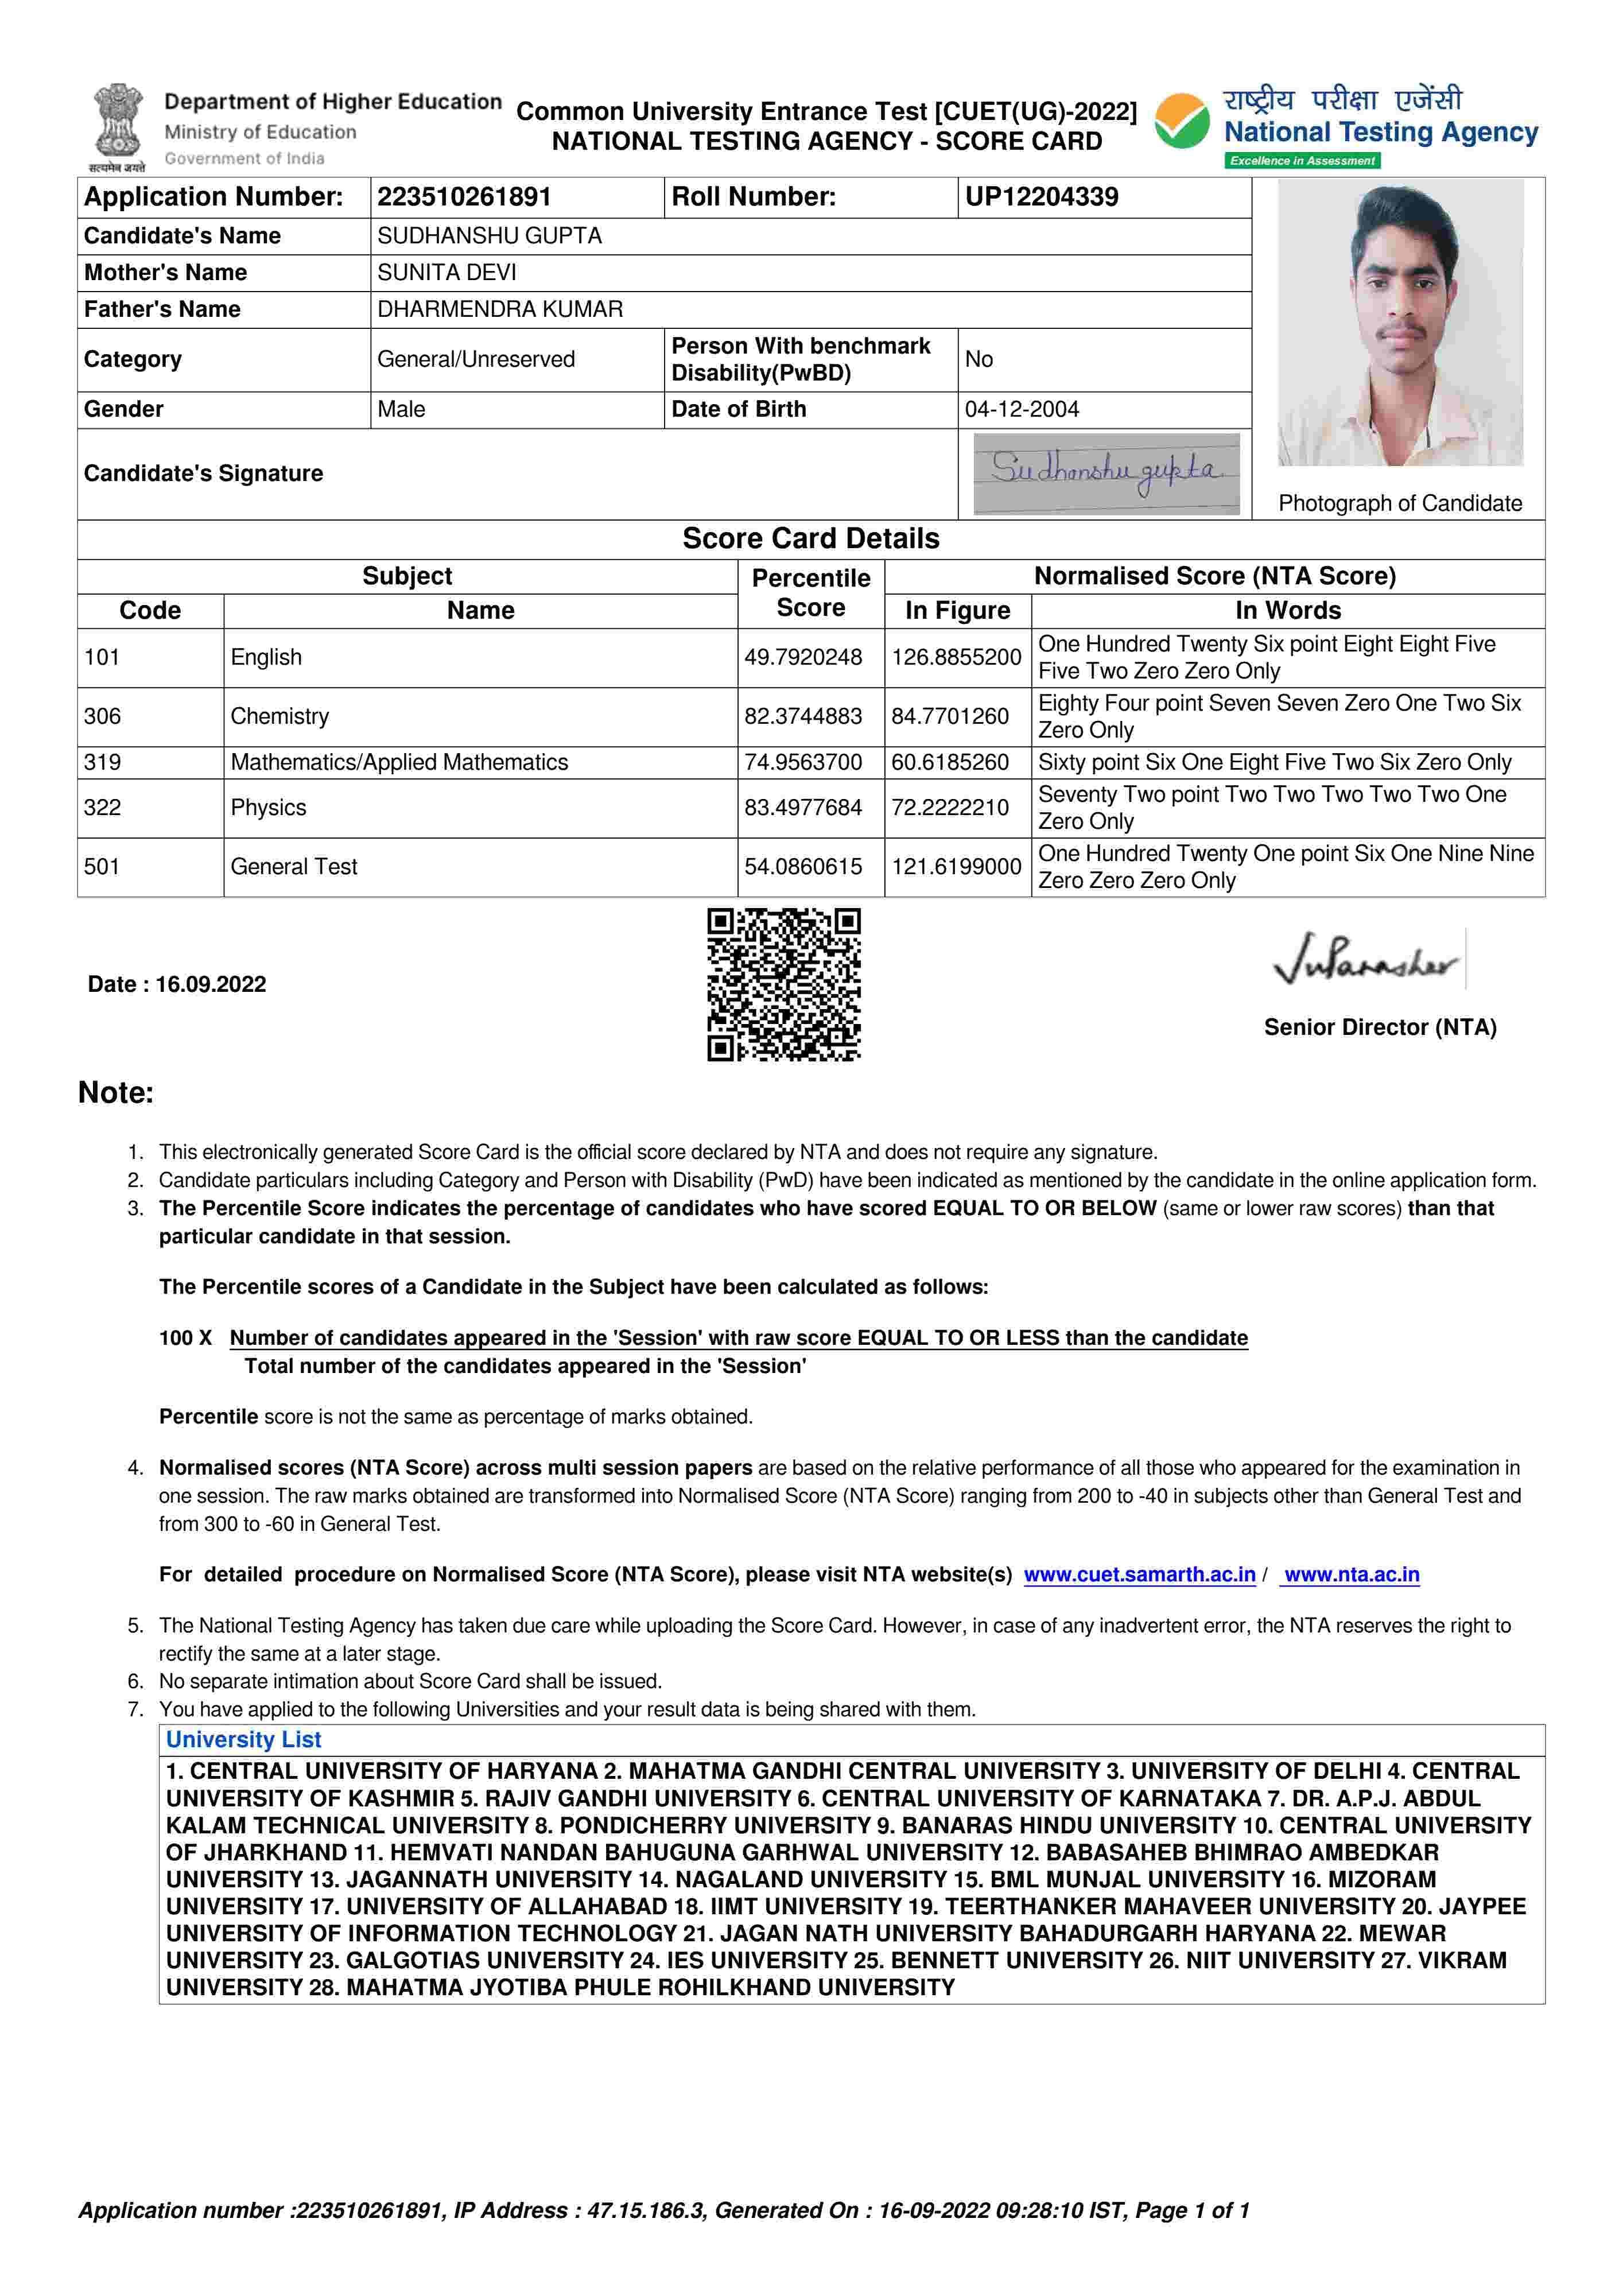 सत्यमेव जयते
Department of Higher Education
Ministry of Education
Government of India
Common University Entrance Test [CUET(UG)-2022]
NATIONAL TESTING AGENCY - SCORE CARD
राष्ट्रीय परीक्षा एजेंसी
National Testing Agency
Excellence in Assessment
Application Number: 223510261891 Roll Number: UP12204339
Candidate's Name SUDHANSHU GUPTA
Mother's Name SUNITA DEVI
Father's Name DHARMENDRA KUMAR
Category General/Unreserved Person With benchmark Disability(PwBD) No
Gender Male Date of Birth 04-12-2004
Candidate's Signature Sudhanshu gupta
Photograph of Candidate
Score Card Details
Subject Percentile Score Normalised Score (NTA Score)
Code Name In Figure In Words
101 English 49.7920248 126.8855200 One Hundred Twenty Six point Eight Eight Five
Five Two Zero Zero Only
306 Chemistry 82.3744883 84.7701260 Eighty Four point Seven Seven Zero One Two Six
Zero Only
319 Mathematics/Applied Mathematics 74.9563700 60.6185260 Sixty point Six One Eight Five Two Six Zero Only
322 Physics 83.4977684 72.2222210 Seventy Two point Two Two Two Two Two One
Zero Only
501 General Test 54.0860615 121.6199000 One Hundred Twenty One point Six One Nine Nine
Zero Zero Zero Only
Date : 16.09.2022
Senior Director (NTA)
Note:
1. This electronically generated Score Card is the official score declared by NTA and does not require any signature.
2. Candidate particulars including Category and Person with Disability (PwD) have been indicated as mentioned by the candidate in the online application form.
3. The Percentile Score indicates the percentage of candidates who have scored EQUAL TO OR BELOW (same or lower raw scores) than that
particular candidate in that session.
The Percentile scores of a Candidate in the Subject have been calculated as follows:
100 X Number of candidates appeared in the 'Session' with raw score EQUAL TO OR LESS than the candidate
Total number of the candidates appeared in the 'Session'
Percentile score is not the same as percentage of marks obtained.
4. Normalised scores (NTA Score) across multi session papers are based on the relative performance of all those who appeared for the examination in
one session. The raw marks obtained are transformed into Normalised Score (NTA Score) ranging from 200 to -40 in subjects other than General Test and
from 300 to -60 in General Test.
For detailed procedure on Normalised Score (NTA Score), please visit NTA website(s) www.cuet.samarth.ac.in / www.nta.ac.in
5. The National Testing Agency has taken due care while uploading the Score Card. However, in case of any inadvertent error, the NTA reserves the right to
rectify the same at a later stage.
6. No separate intimation about Score Card shall be issued.
7. You have applied to the following Universities and your result data is being shared with them.
University List
1. CENTRAL UNIVERSITY OF HARYANA 2. MAHATMA GANDHI CENTRAL UNIVERSITY 3. UNIVERSITY OF DELHI 4. CENTRAL
UNIVERSITY OF KASHMIR 5. RAJIV GANDHI UNIVERSITY 6. CENTRAL UNIVERSITY OF KARNATAKA 7. DR. A.P.J. ABDUL
KALAM TECHNICAL UNIVERSITY 8. PONDICHERRY UNIVERSITY 9. BANARAS HINDU UNIVERSITY 10. CENTRAL UNIVERSITY
OF JHARKHAND 11. HEMVATI NANDAN BAHUGUNA GARHWAL UNIVERSITY 12. BABASAHEB BHIMRAO AMBEDKAR
UNIVERSITY 13. JAGANNATH UNIVERSITY 14. NAGALAND UNIVERSITY 15. BML MUNJAL UNIVERSITY 16. MIZORAM
UNIVERSITY 17. UNIVERSITY OF ALLAHABAD 18. IIMT UNIVERSITY 19. TEERTHANKER MAHAVEER UNIVERSITY 20. JAYPEE
UNIVERSITY OF INFORMATION TECHNOLOGY 21. JAGAN NATH UNIVERSITY BAHADURGARH HARYANA 22. MEWAR
UNIVERSITY 23. GALGOTIAS UNIVERSITY 24. IES UNIVERSITY 25. BENNETT UNIVERSITY 26. NIIT UNIVERSITY 27. VIKRAM
UNIVERSITY 28. MAHATMA JYOTIBA PHULE ROHILKHAND UNIVERSITY
Application number :223510261891, IP Address : 47.15.186.3, Generated On : 16-09-2022 09:28:10 IST, Page 1 of 1